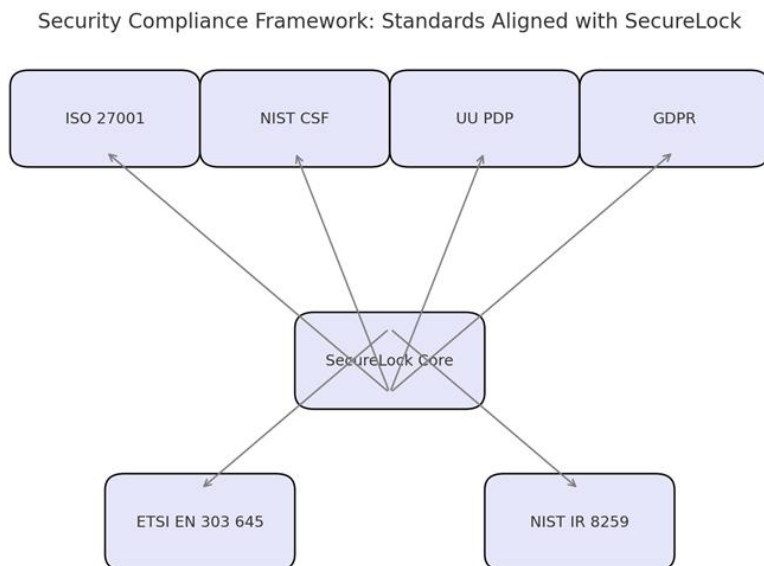 Security Compliance Framework: Standards Aligned with SecureLock
ISO 27001
NIST CSF
UU PDP
GDPR
SecureLock Core
ETSI EN 303 645
NIST IR 8259